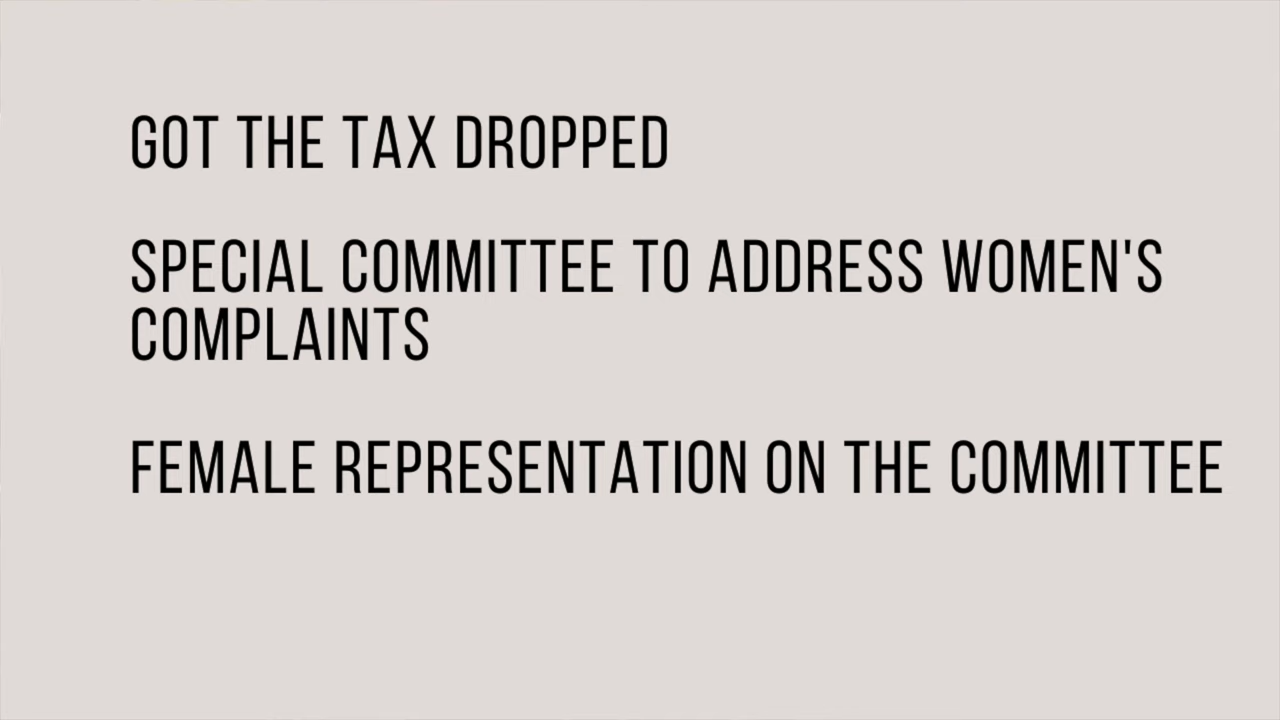 GOT THE TAX DROPPED
SPECIAL COMMITTEE TO ADDRESS WOMEN'S
COMPLAINTS
FEMALE REPRESENTATION ON THE COMMITTEE